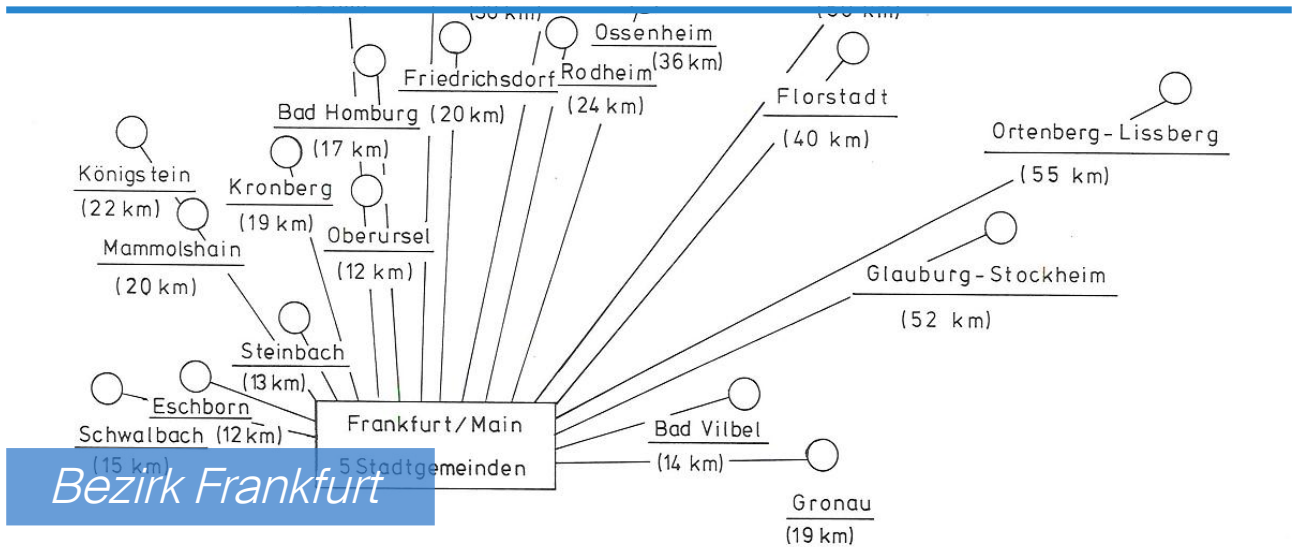 Ossenheim
(36 km)
Friedrichsdorf
(20 km)
Rodheim
(24 km)
Florstadt
(40 km)
Bad Homburg
(17 km)
Ortenberg-Lissberg
(55 km)
Königstein
(22 km)
Kronberg
(19 km)
Mammolshain
(20 km)
Oberursel
(12 km)
Glauburg-Stockheim
(52 km)
Steinbach
(13 km)
Eschborn
(12 km)
Schwalbach
(15 km)
Frankfurt/Main
5 Stadtgemeinden
Bad Vilbel
(14 km)
Gronau
(19 km)
Bezirk Frankfurt